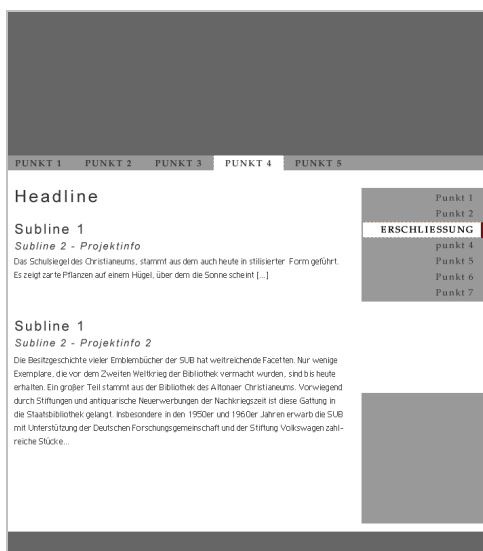 PUNKT 1 PUNKT 2 PUNKT 3 PUNKT 4 PUNKT 5
Headline
Subline 1
Subline 2 - Projektinfo
Das Schulsiegel des Christianeums, stammt aus dem auch heute in stilisierter Form geführt.
Es zeigt zarte Pflanzen auf einem Hügel, über dem die Sonne scheint [...]
Subline 1
Subline 2 - Projektinfo 2
Die Besitzgeschichte vieler Emblembücher der SUB hat weitreichende Facetten. Nur wenige
Exemplare, die vor dem Zweiten Weltkrieg der Bibliothek vermacht wurden, sind bis heute
erhalten. Ein großer Teil stammt aus der Bibliothek des Altonaer Christianeums. Vorwiegend
durch Stiftungen und antiquarische Neuerwerbungen der Nachkriegszeit ist diese Gattung in
die Staatsbibliothek gelangt. Insbesondere in den 1950er und 1960er Jahren erwarb die SUB
mit Unterstützung der Deutschen Forschungsgemeinschaft und der Stiftung Volkswagen zahl-
reiche Stücke...
Punkt 1
Punkt 2
ERSCHLIESSUNG
punkt 4
Punkt 5
Punkt 6
Punkt 7